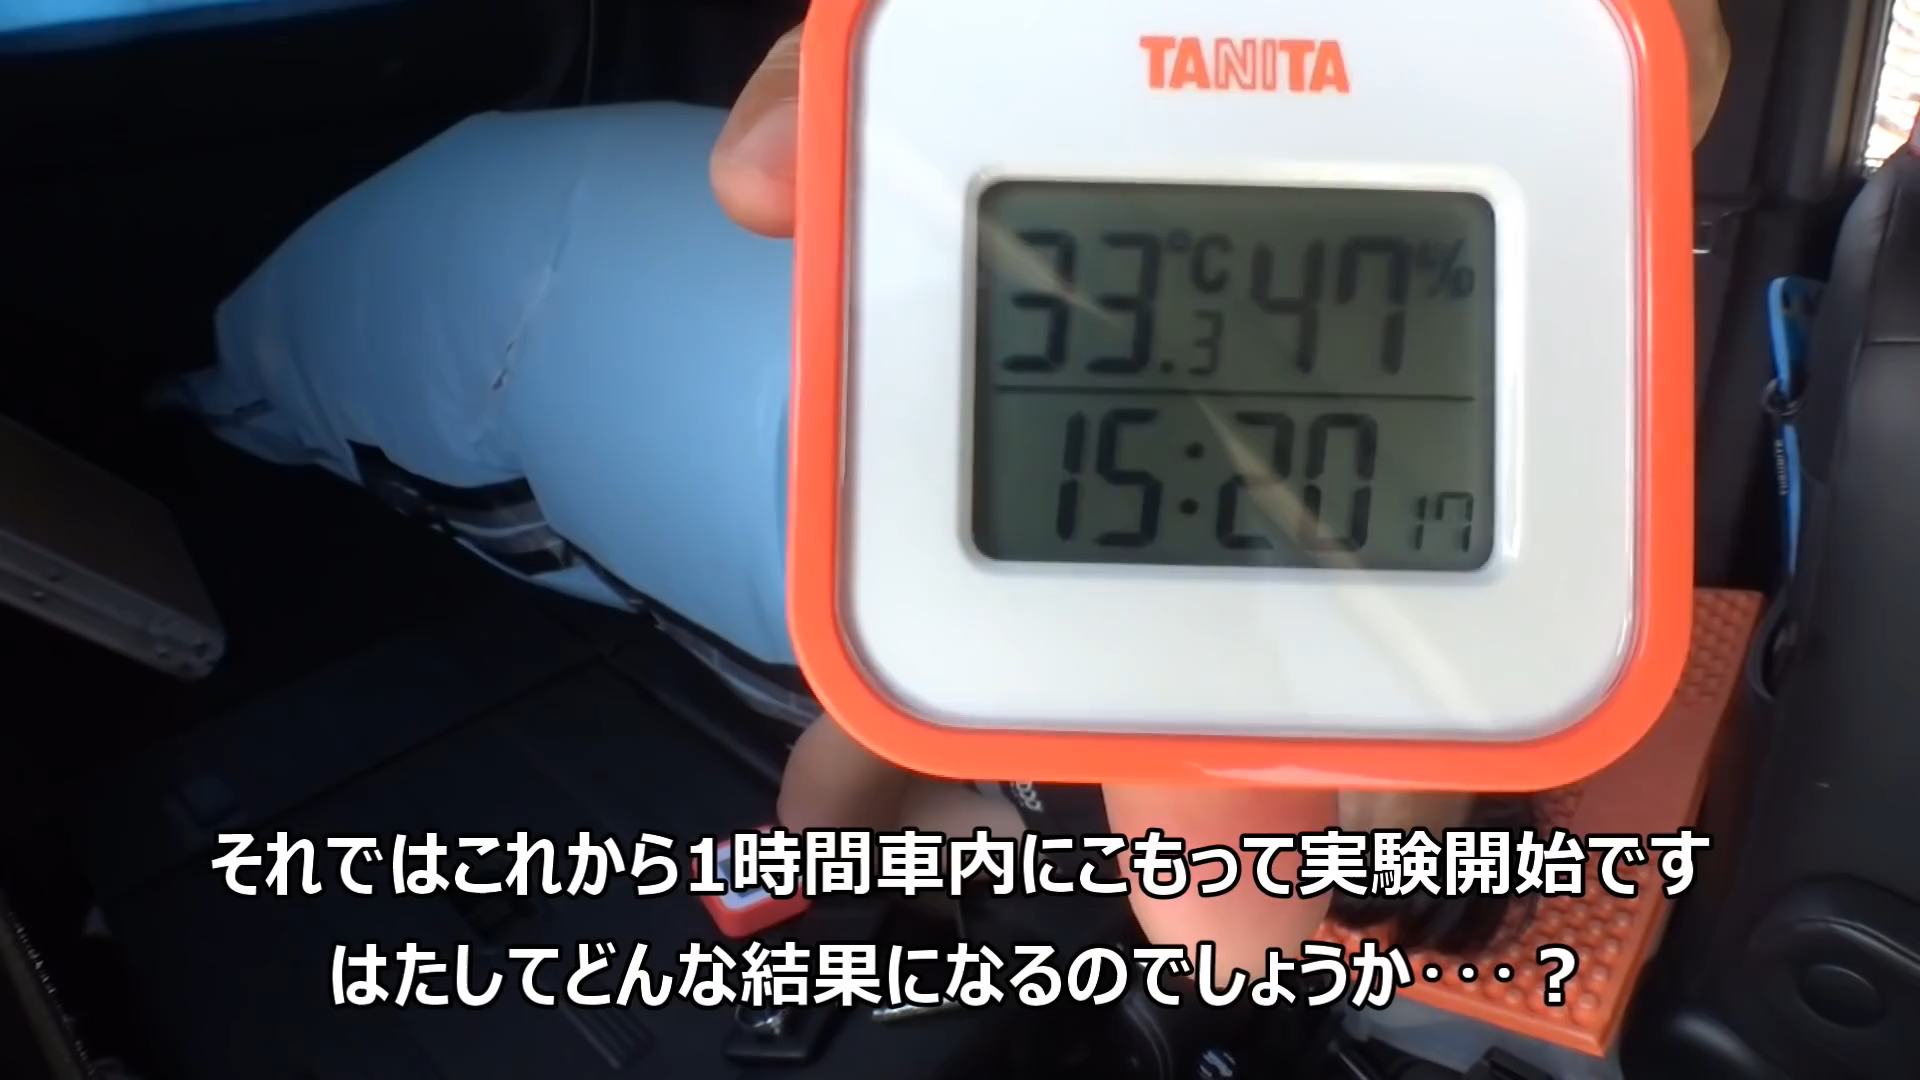 TANITA
33.3℃ 47%
15:20 17
それではこれから1時間車内にこもって実験開始です
はたしてどんな結果になるのでしょうか・・・？